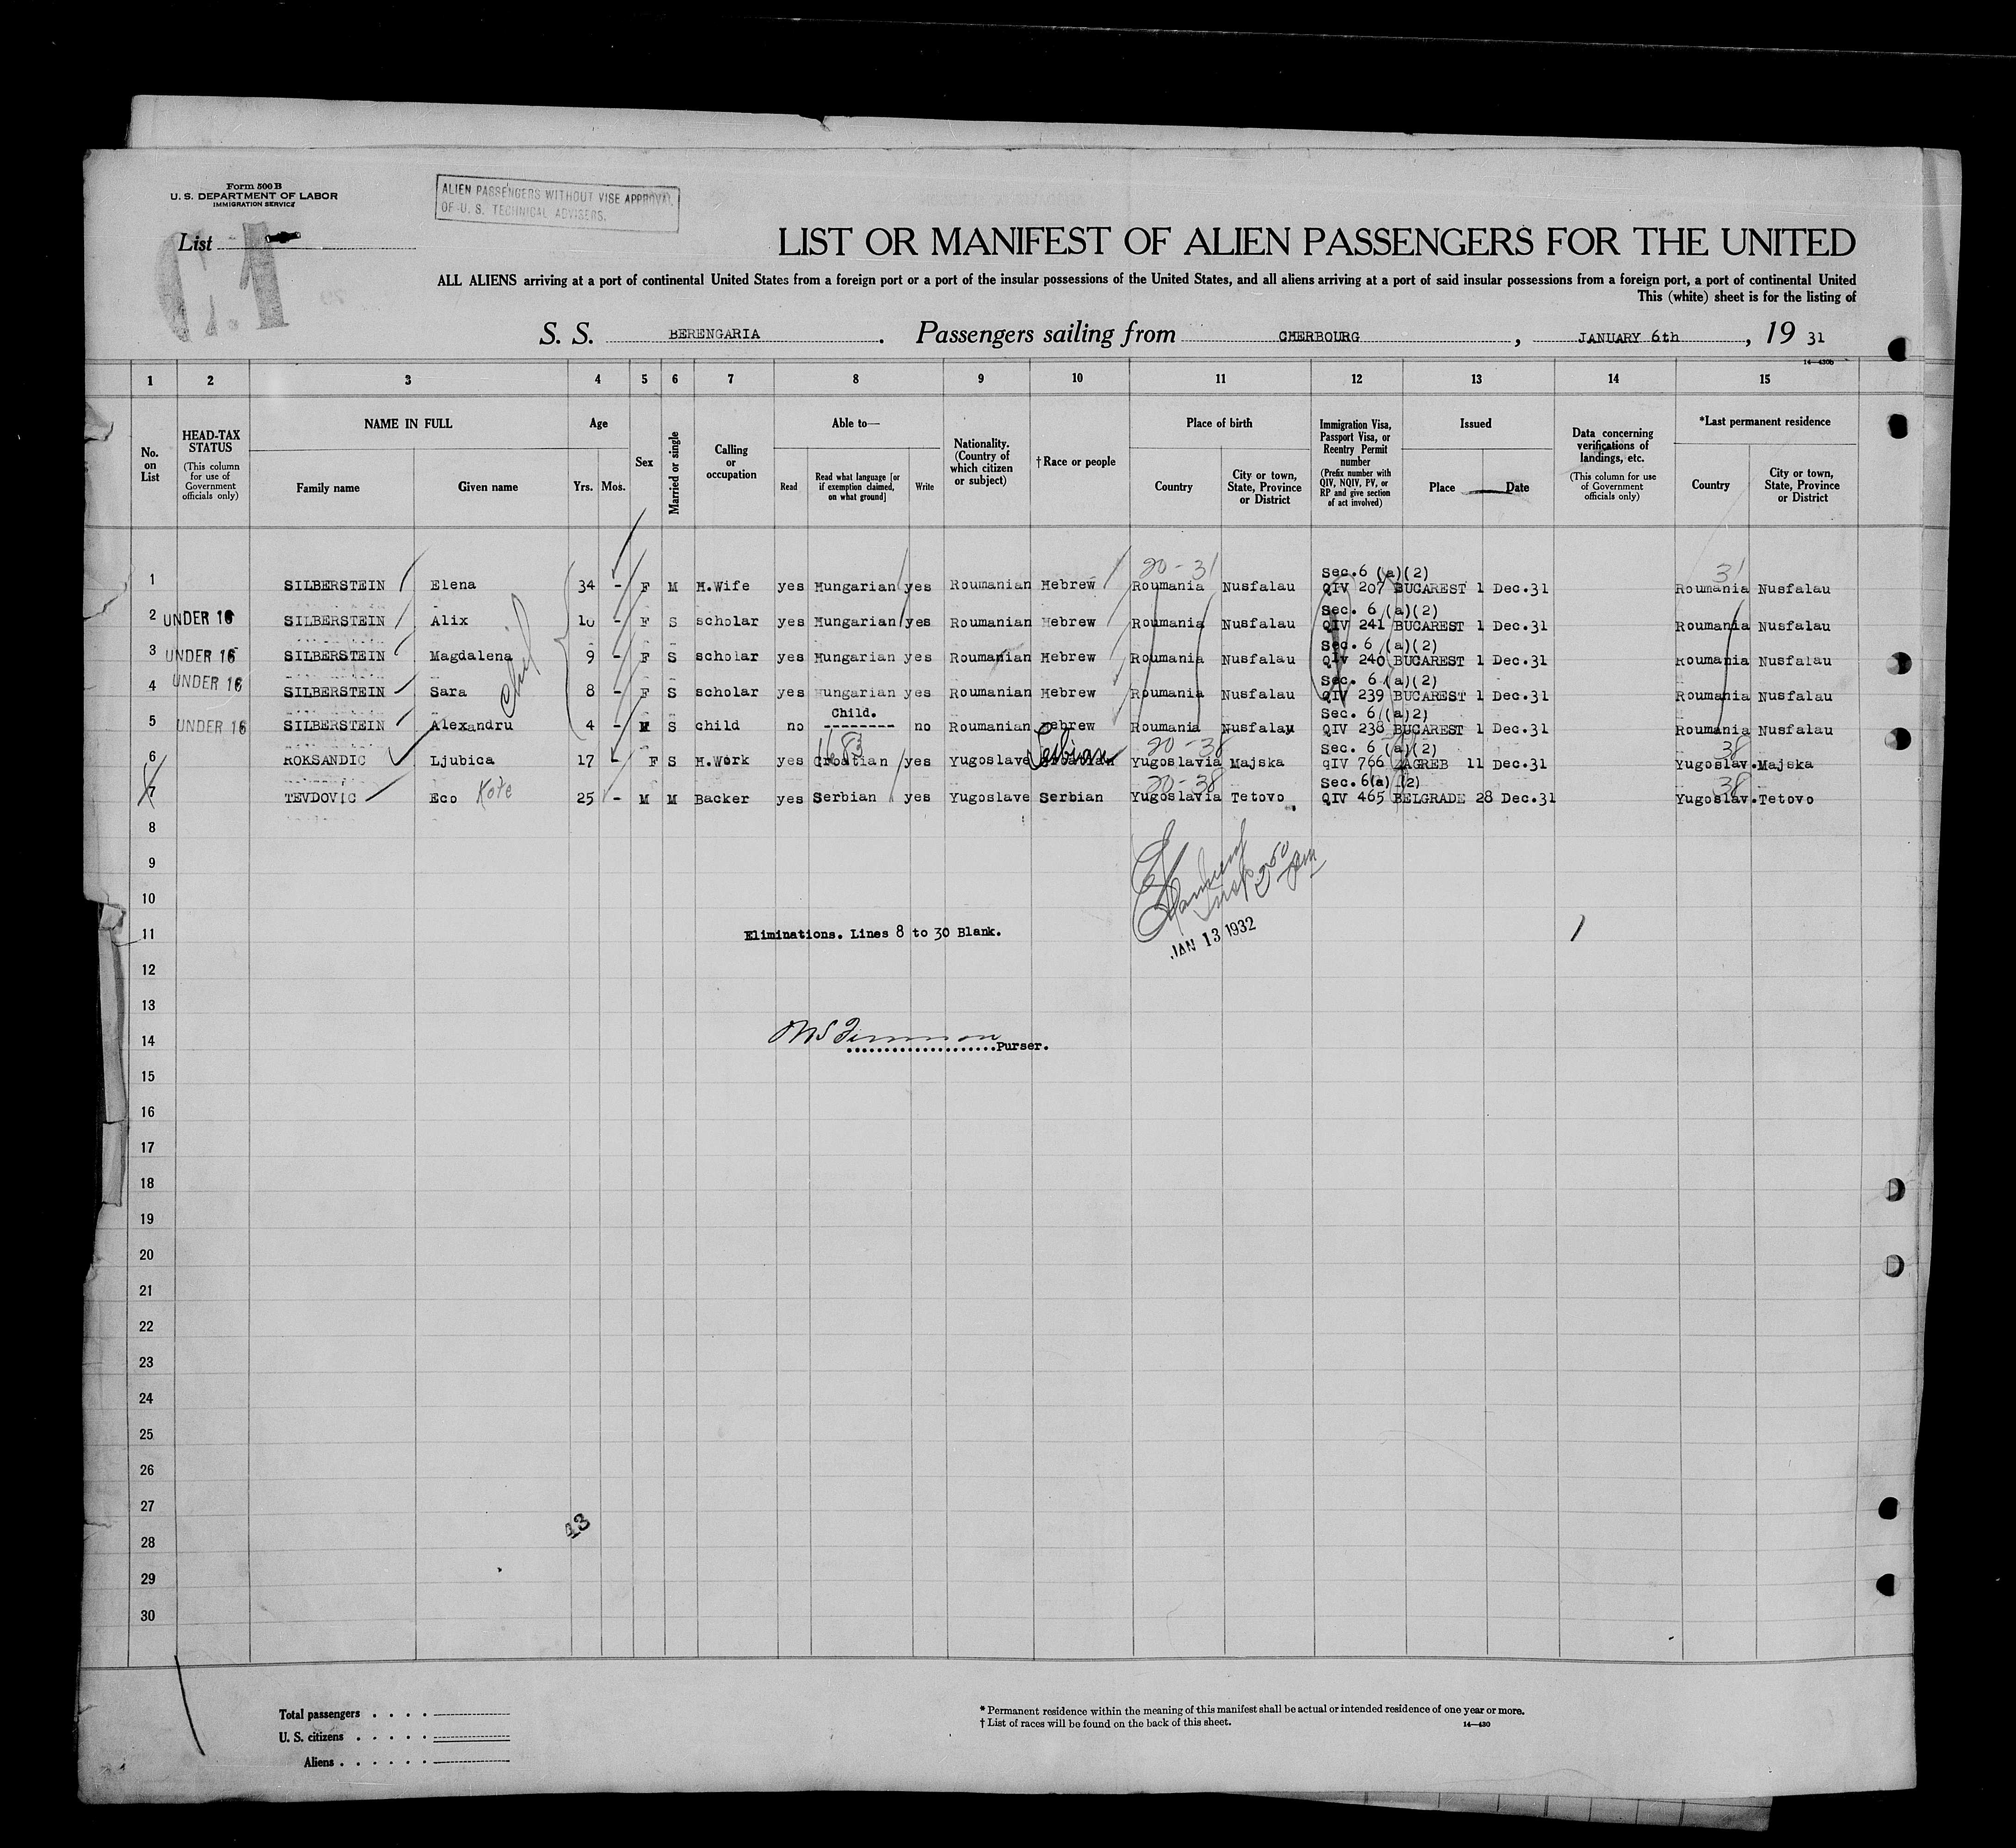 Form 500 B
U. S. DEPARTMENT OF LABOR
IMMIGRATION SERVICE
ALIEN PASSENGERS WITHOUT VISE APPROVAL
OF U. S. TECHNICAL ADVISERS.
List
C.1
LIST OR MANIFEST OF ALIEN PASSENGERS FOR THE UNITED
ALL ALIENS arriving at a port of continental United States from a foreign port or a port of the insular possessions of the United States, and all aliens arriving at a port of said insular possessions from a foreign port, a port of continental United
This (white) sheet is for the listing of
S. S. BERENGARIA . Passengers sailing from CHERBOURG , JANUARY 6th , 19 31
14—430b
1 2 3 4 5 6 7 8 9 10 11 12 13 14 15
No. on List
HEAD-TAX STATUS (This column for use of Government officials only)
NAME IN FULL
Family name Given name
Age
Yrs. Mos.
Sex
Married or single
Calling or occupation
Able to—
Read Read what language [or if exemption claimed, on what ground] Write
Nationality. (Country of which citizen or subject)
† Race or people
Place of birth
Country City or town, State, Province or District
Immigration Visa, Passport Visa, or Reentry Permit number (Prefix number with QIV, NQIV, PV, or RP and give section of act involved)
Issued
Place Date
Data concerning verifications of landings, etc. (This column for use of Government officials only)
*Last permanent residence
Country City or town, State, Province or District
20-31 Sec.6 (a)(2) 31
1 SILBERSTEIN Elena 34 - F M H.Wife yes Hungarian yes Roumanian Hebrew Roumania Nusfalau QIV 207 BUCAREST 1 Dec.31 Roumania Nusfalau
Sec. 6 (a)(2)
2 UNDER 16 SILBERSTEIN Alix 10 - F S scholar yes Hungarian yes Roumanian Hebrew Roumania Nusfalau QIV 241 BUCAREST 1 Dec.31 Roumania Nusfalau
Sec. 6 (a)(2)
3 UNDER 16 SILBERSTEIN Magdalena 9 - F S scholar yes Hungarian yes Roumanian Hebrew Roumania Nusfalau QIV 240 BUCAREST 1 Dec.31 Roumania Nusfalau
Sec. 6 (a)(2)
4 UNDER 16 SILBERSTEIN Sara 8 - F S scholar yes Hungarian yes Roumanian Hebrew Roumania Nusfalau QIV 239 BUCAREST 1 Dec.31 Roumania Nusfalau
Child. Sec. 6 (a)2)
5 UNDER 16 SILBERSTEIN Alexandru 4 - M S child no -------- no Roumanian Hebrew Roumania Nusfalau QIV 238 BUCAREST 1 Dec.31 Roumania Nusfalau
20-38 Sec. 6 (a)(2) 38
6 ROKSANDIC Ljubica 17 - F S H.Work yes Croatian yes Yugoslave Serbian Yugoslavia Majska QIV 766 ZAGREB 11 Dec.31 Yugoslav. Majska
20-38 Sec. 6(a) (2) 38
7 TEVDOVIC Eco Kote 25 - M M Backer yes Serbian yes Yugoslave Serbian Yugoslavia Tetovo QIV 465 BELGRADE 28 Dec.31 Yugoslav. Tetovo
8
9
10
11 Eliminations. Lines 8 to 30 Blank.
JAN 13 1932
12
13
14
Purser.
15
16
17
18
19
20
21
22
23
24
25
26
27
28
13
29
30
Total passengers
U. S. citizens
Aliens
* Permanent residence within the meaning of this manifest shall be actual or intended residence of one year or more.
† List of races will be found on the back of this sheet. 14—430